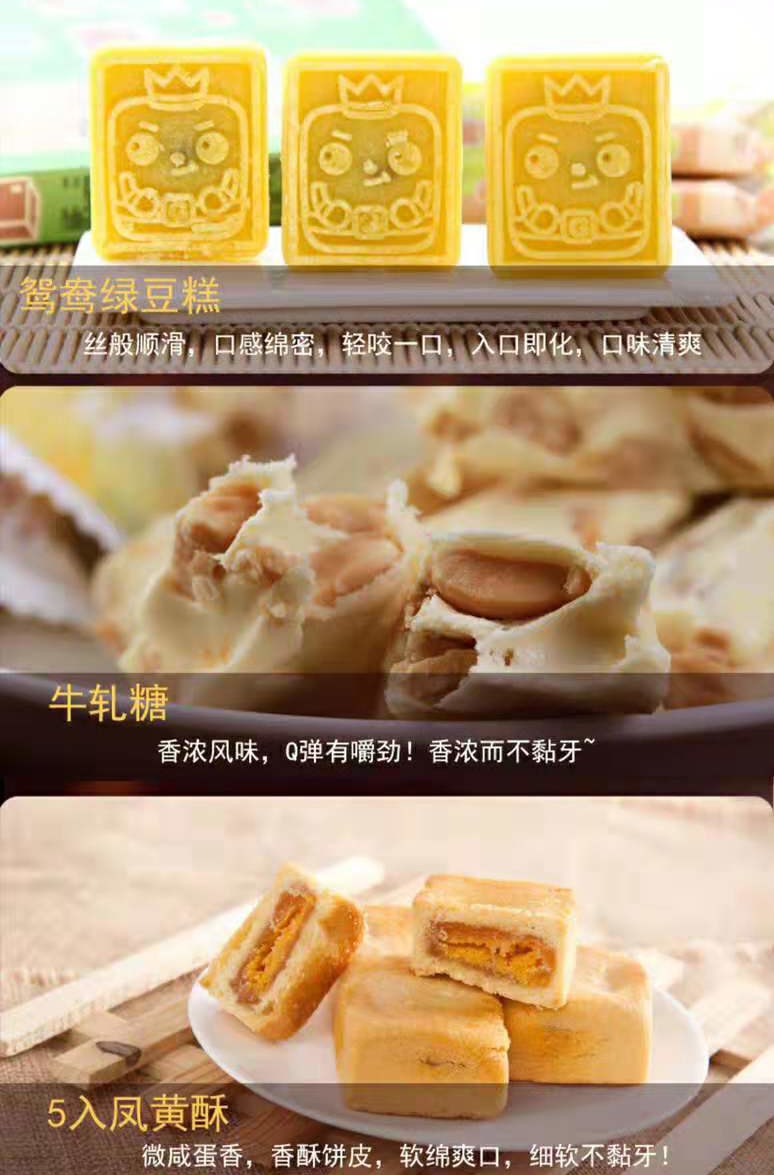 鸳鸯绿豆糕
丝般顺滑，口感绵密，轻咬一口，入口即化，口味清爽
牛轧糖
香浓风味，Q弹有嚼劲！香浓而不黏牙~
5入凤黄酥
微咸蛋香，香酥饼皮，软绵爽口，细软不黏牙！